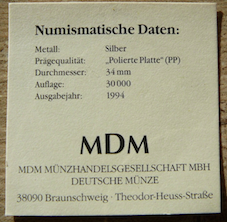 Numismatische Daten:
Metall: Silber
Prägequalität: „Polierte Platte" (PP)
Durchmesser: 34 mm
Auflage: 30 000
Ausgabejahr: 1994
MDM
MDM MÜNZHANDELSGESELLSCHAFT MBH
DEUTSCHE MÜNZE
38090 Braunschweig · Theodor-Heuss-Straße